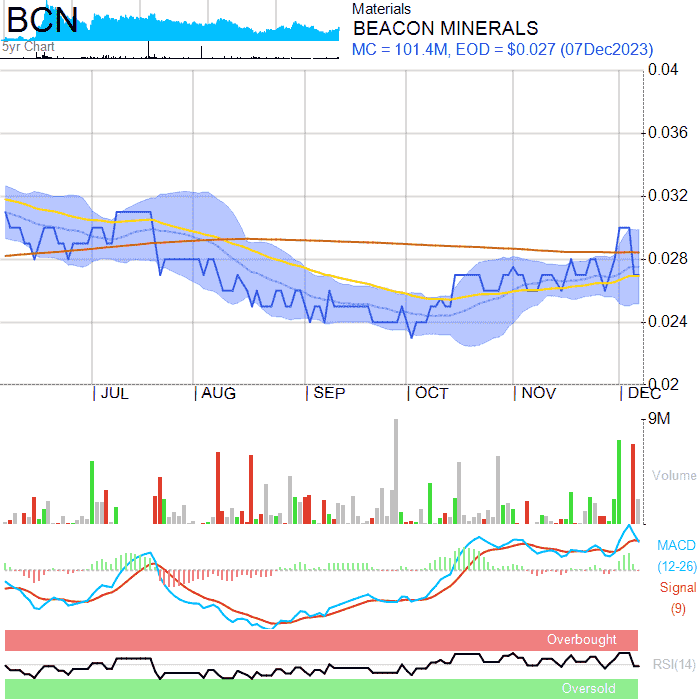 BCN
5yr Chart
Materials
BEACON MINERALS
MC = 101.4M, EOD = $0.027 (07Dec2023)
0.04
0.036
0.032
0.028
0.024
0.02
JUL AUG SEP OCT NOV DEC
9M
Volume
MACD
(12-26)
Signal
(9)
Overbought
RSI(14)
Oversold